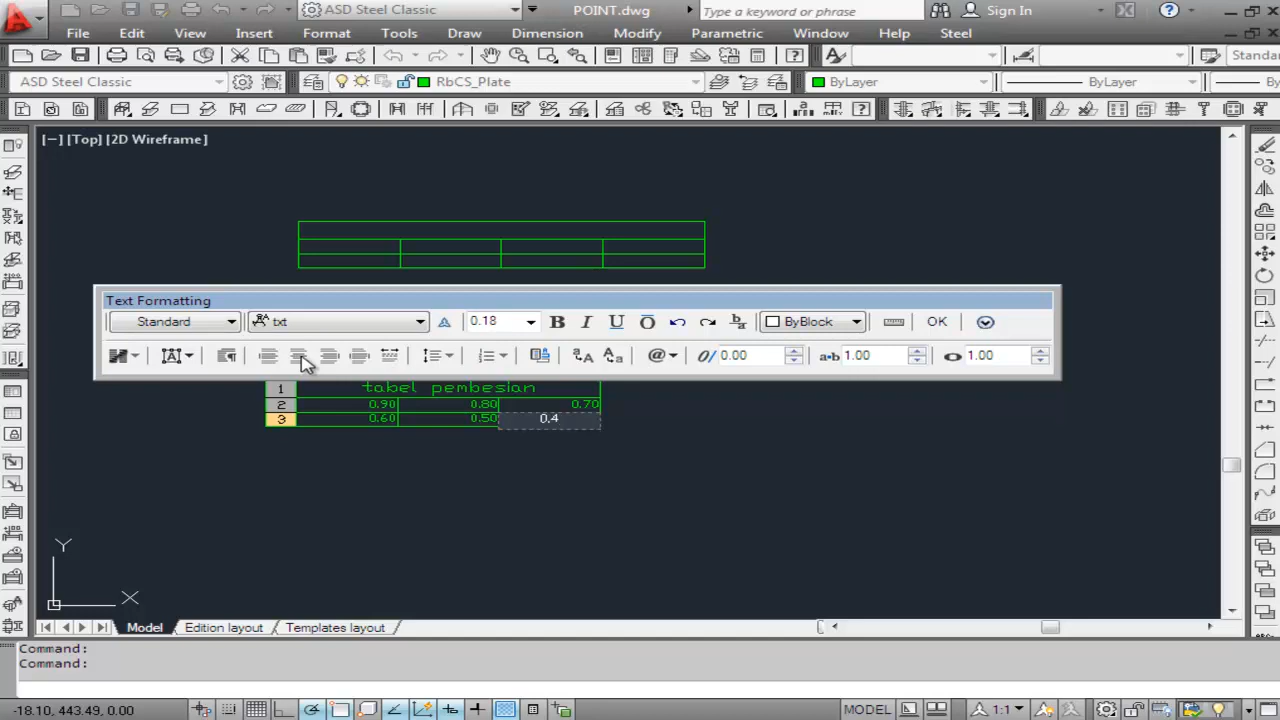 ASD Steel Classic
POINT.dwg
Type a keyword or phrase
Sign In
File Edit View Insert Format Tools Draw Dimension Modify Parametric Window Help Steel
Standa
ASD Steel Classic
RbCS_Plate
ByLayer
ByLayer
By
[−] [Top] [2D Wireframe]
Text Formatting
Standard
txt
0.18
B I U O
ByBlock
OK
@
0/ 0.00
a•b 1.00
1.00
1 tabel pembesian
2 0.90 0.80 0.70
3 0.60 0.50 0.4
Y
X
Model Edition layout Templates layout
Command:
Command:
-18.10, 443.49, 0.00
MODEL
1:1